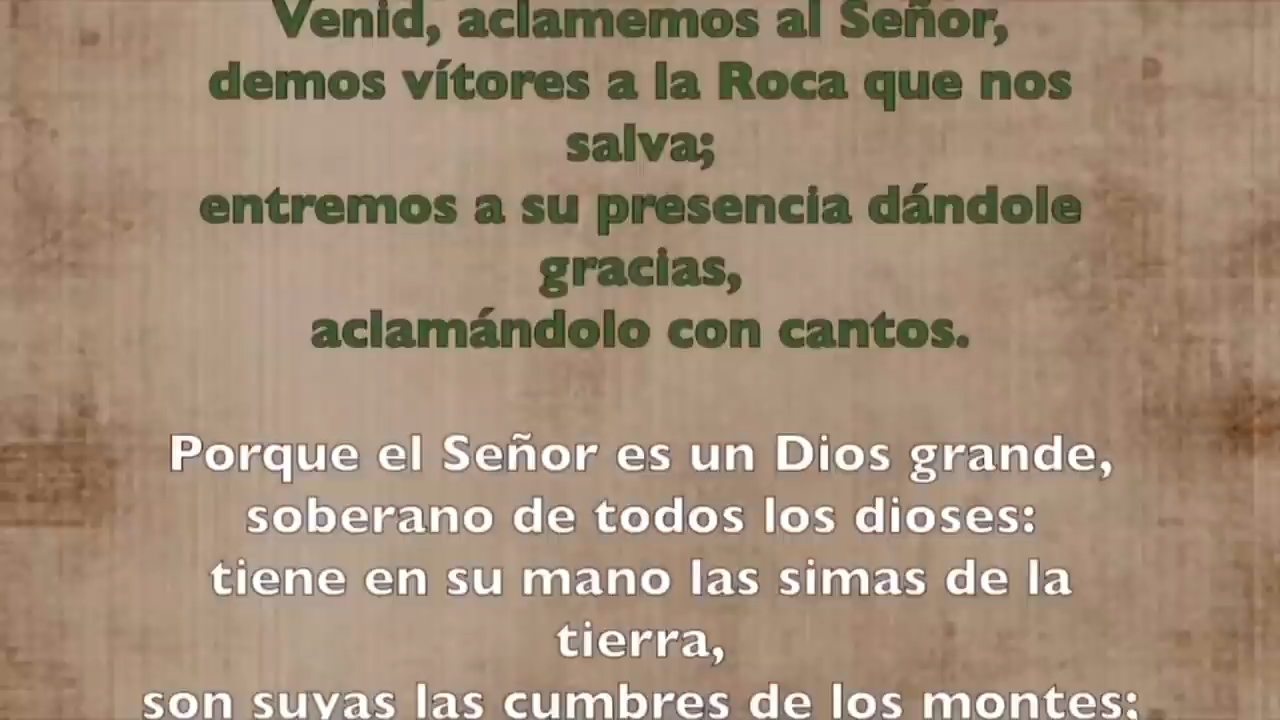 Venid, aclamemos al Señor,
demos vítores a la Roca que nos
salva;
entremos a su presencia dándole
gracias,
aclamándolo con cantos.
Porque el Señor es un Dios grande,
soberano de todos los dioses:
tiene en su mano las simas de la
tierra,
son suyas las cumbres de los montes;